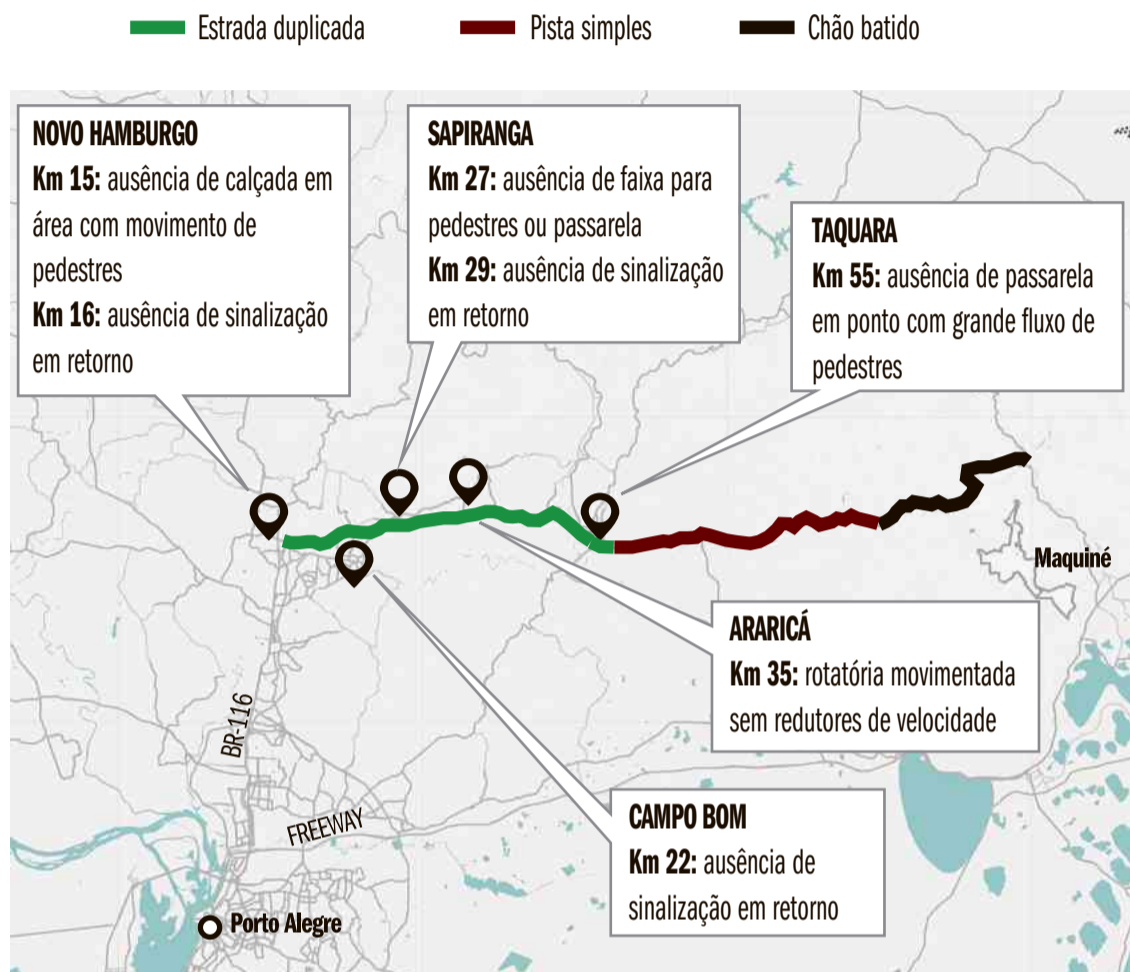 Estrada duplicada
Pista simples
Chão batido
NOVO HAMBURGO
Km 15: ausência de calçada em
área com movimento de
pedestres
Km 16: ausência de sinalização
em retorno
SAPIRANGA
Km 27: ausência de faixa para
pedestres ou passarela
Km 29: ausência de sinalização
em retorno
TAQUARA
Km 55: ausência de passarela
em ponto com grande fluxo de
pedestres
Maquiné
ARARICÁ
Km 35: rotatória movimentada
sem redutores de velocidade
BR-116
CAMPO BOM
Km 22: ausência de
sinalização em retorno
FREEWAY
Porto Alegre